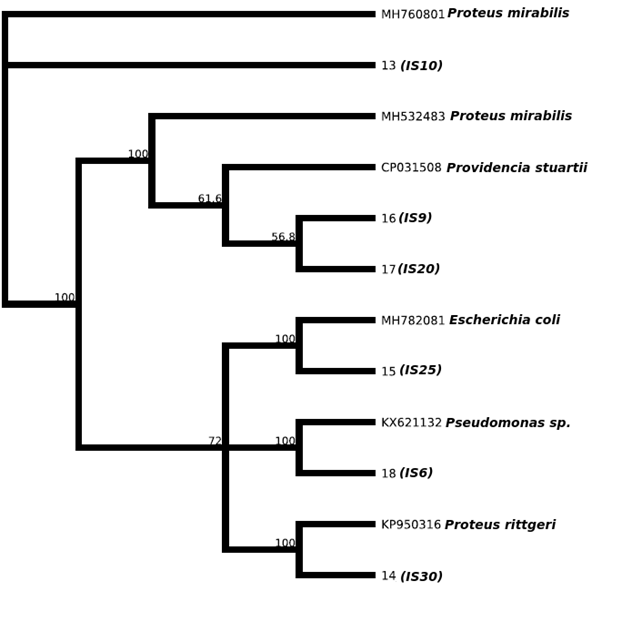 MH760801 Proteus mirabilis
13 (IS10)
MH532483 Proteus mirabilis
100
CP031508 Providencia stuartii
61,6
16 (IS9)
56,8
17 (IS20)
100
MH782081 Escherichia coli
100
15 (IS25)
KX621132 Pseudomonas sp.
72
100
18 (IS6)
KP950316 Proteus rittgeri
100
14 (IS30)